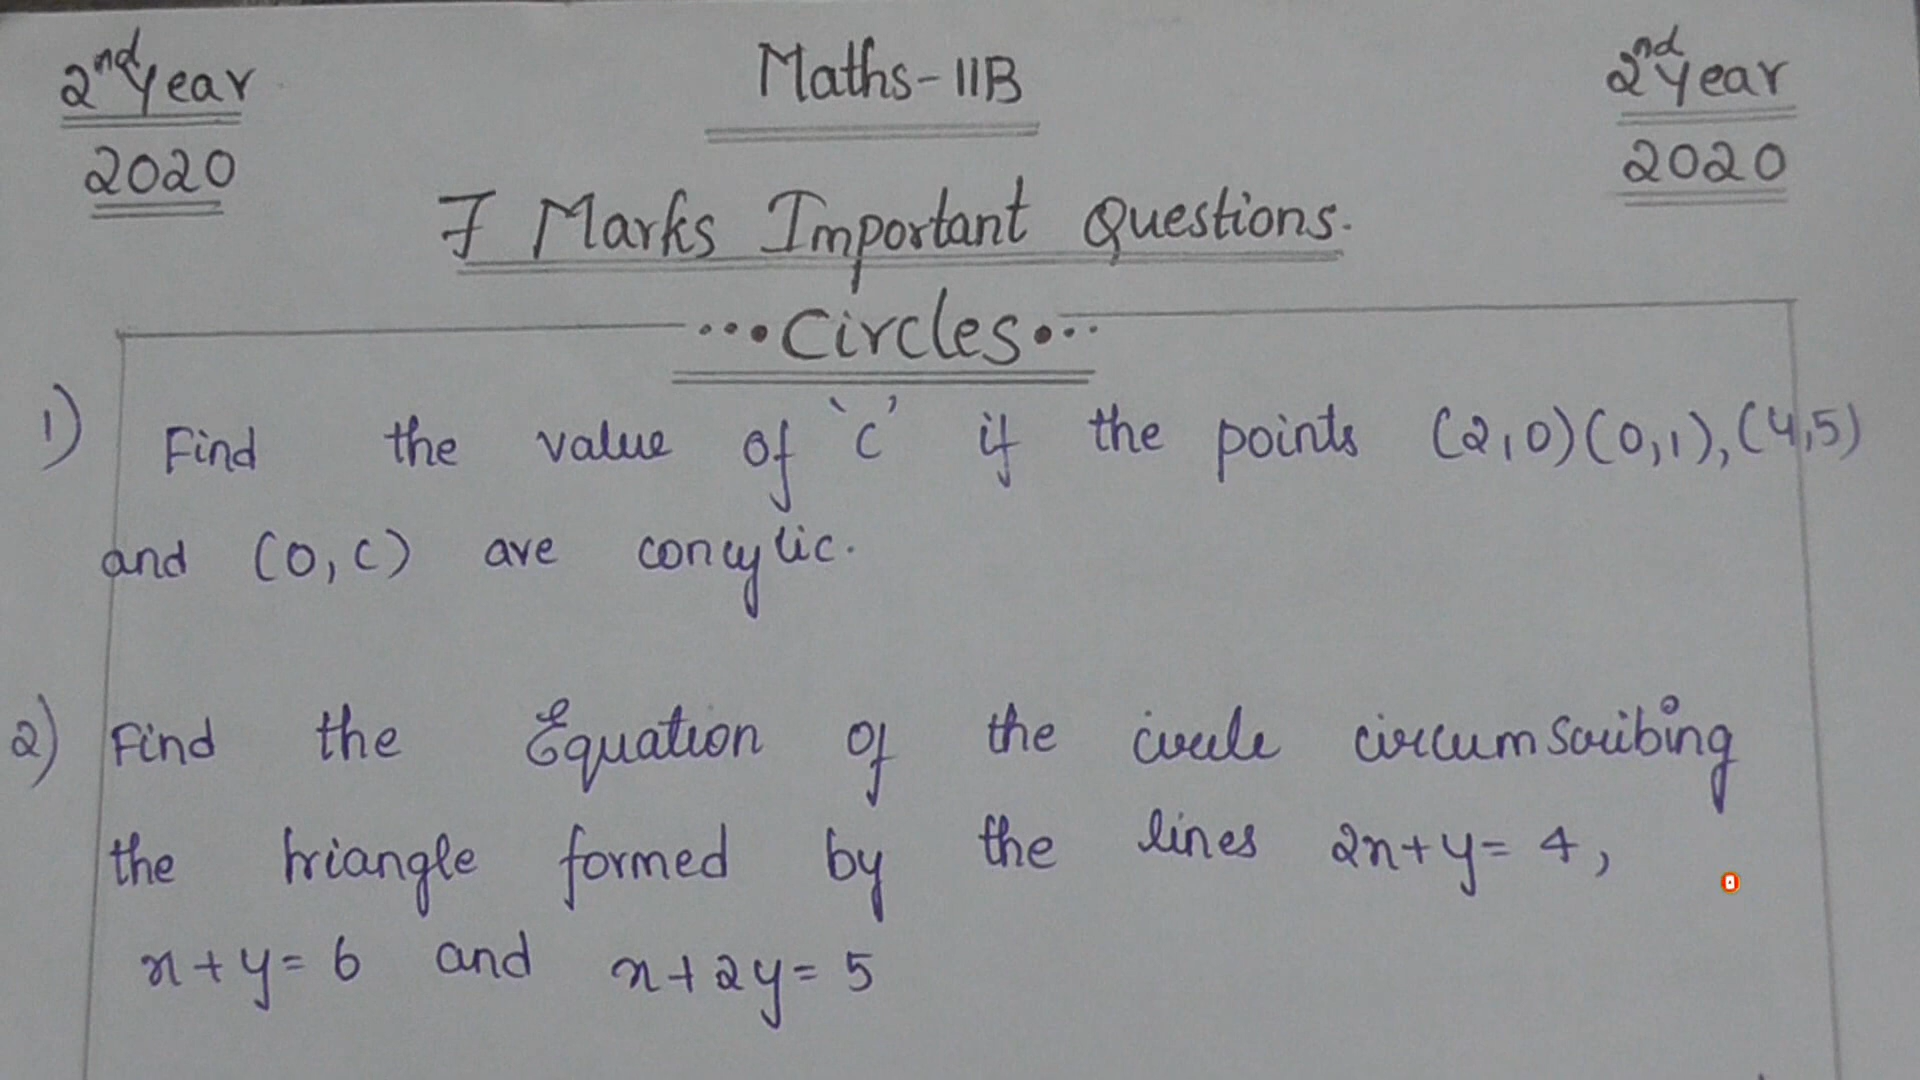 2nd Year
2020
Maths-IIB
2nd Year
2020
7 Marks Important Questions.
...Circles...
1) Find the value of 'c' if the points (2,0)(0,1),(4,5)
and (0,c) are concylic.
2) Find the Equation of the circle circumscribing
the triangle formed by the lines 2x+y=4,
x+y=6 and x+2y=5